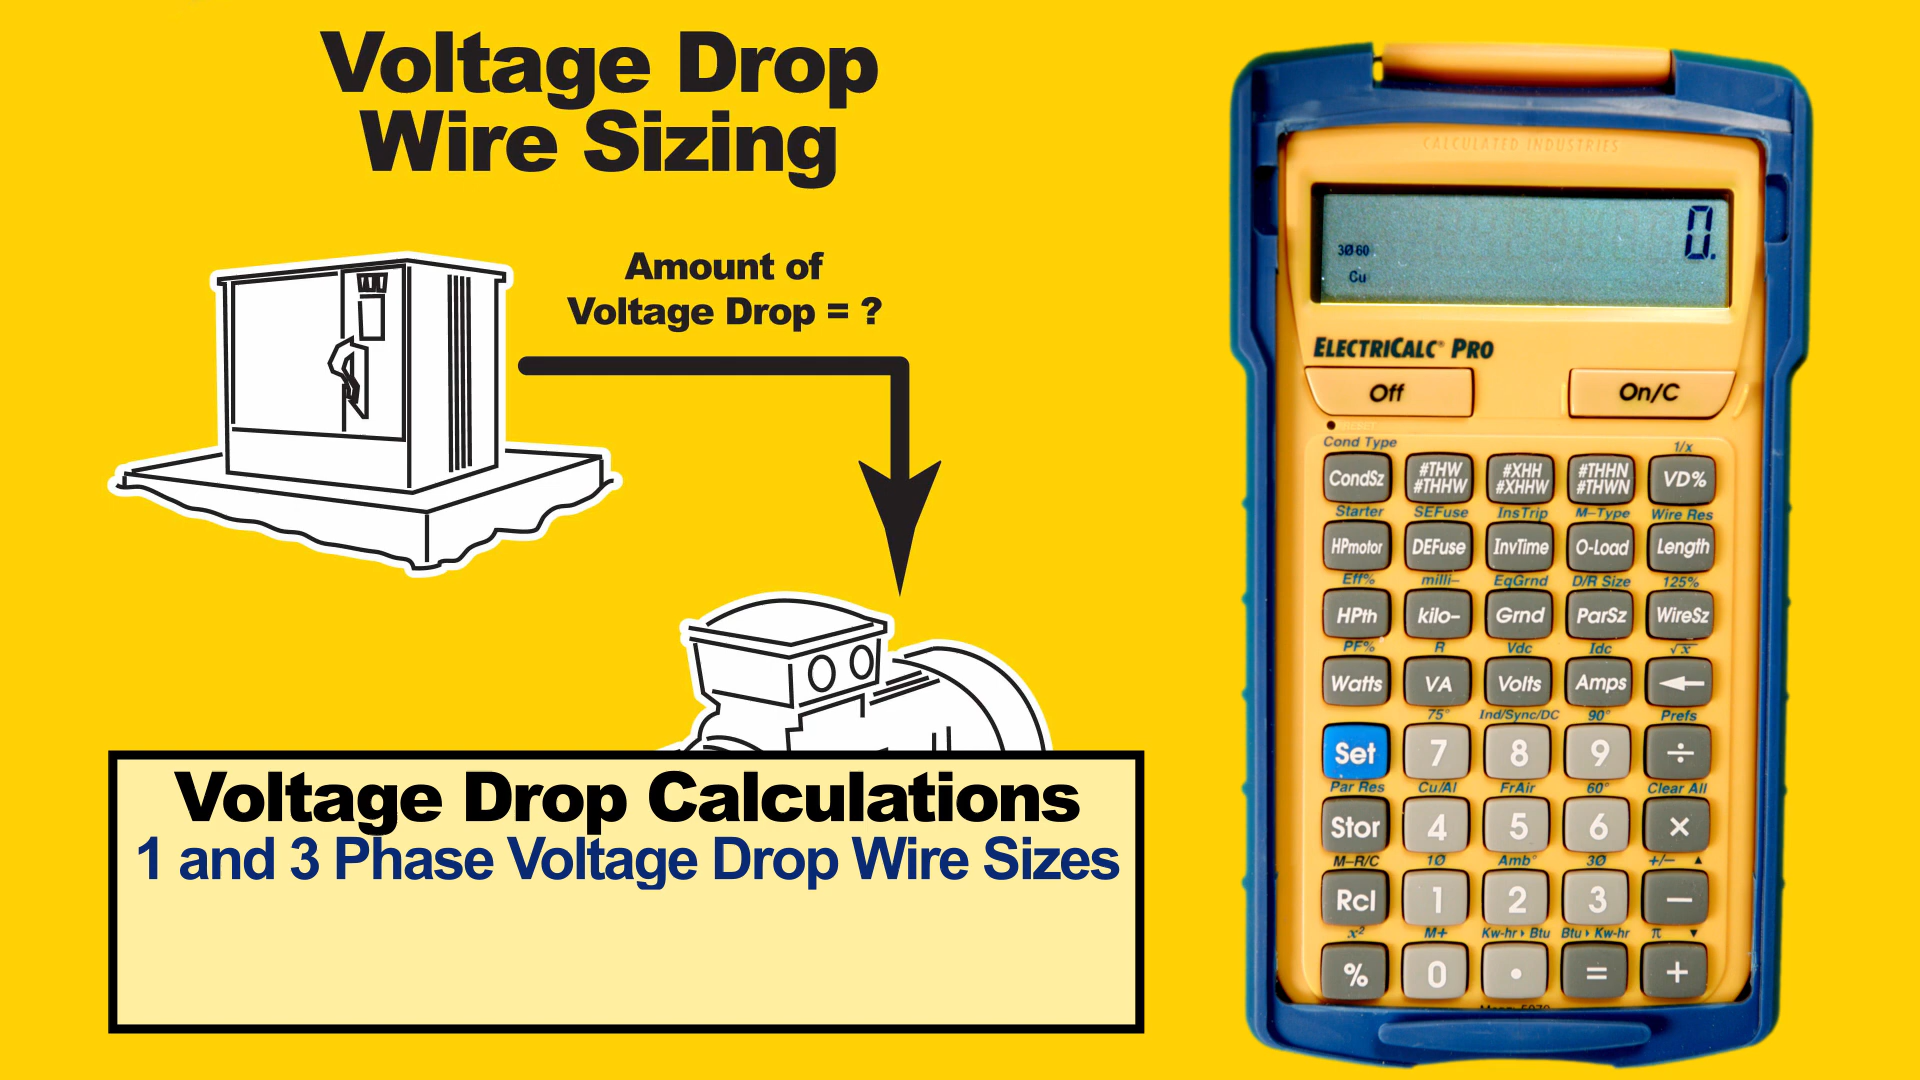 Voltage Drop
Wire Sizing
Amount of
Voltage Drop = ?
Voltage Drop Calculations
1 and 3 Phase Voltage Drop Wire Sizes
CALCULATED INDUSTRIES
0.
3Ø 60
Cu
ELECTRICALC® PRO
Off On/C
Cond Type 1/x
CondSz #THW #THHW #XHH #XHHW #THHN #THWN VD%
Starter SEFuse InsTrip M–Type Wire Res
HPmotor DEFuse InvTime O-Load Length
Eff% milli– EqGrnd D/R Size 125%
HPth kilo– Grnd ParSz WireSz
PF% R Vdc Idc √x
Watts VA Volts Amps
75° Ind/Sync/DC 90° Prefs
Set 7 8 9 ÷
Par Res Cu/Al FrAir 60° Clear All
Stor 4 5 6 ×
M–R/C 1Ø Amb° 3Ø +/– ▲
Rcl 1 2 3 –
x² M+ Kw-hr ▸ Btu Btu ▸ Kw-hr π ▼
% 0 • = +